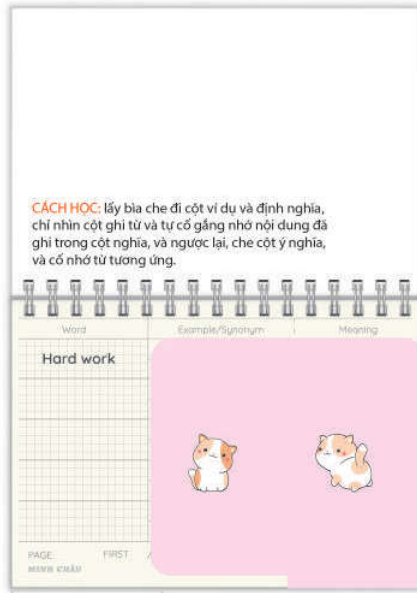 CÁCH HỌC: lấy bìa che đi cột ví dụ và định nghĩa,
chỉ nhìn cột ghi từ và tự cố gắng nhớ nội dung đã
ghi trong cột nghĩa, và ngược lại, che cột ý nghĩa,
và cố nhớ từ tương ứng.
Word Example/Synonym Meaning
Hard work
PAGE FIRST
MINH CHÂU